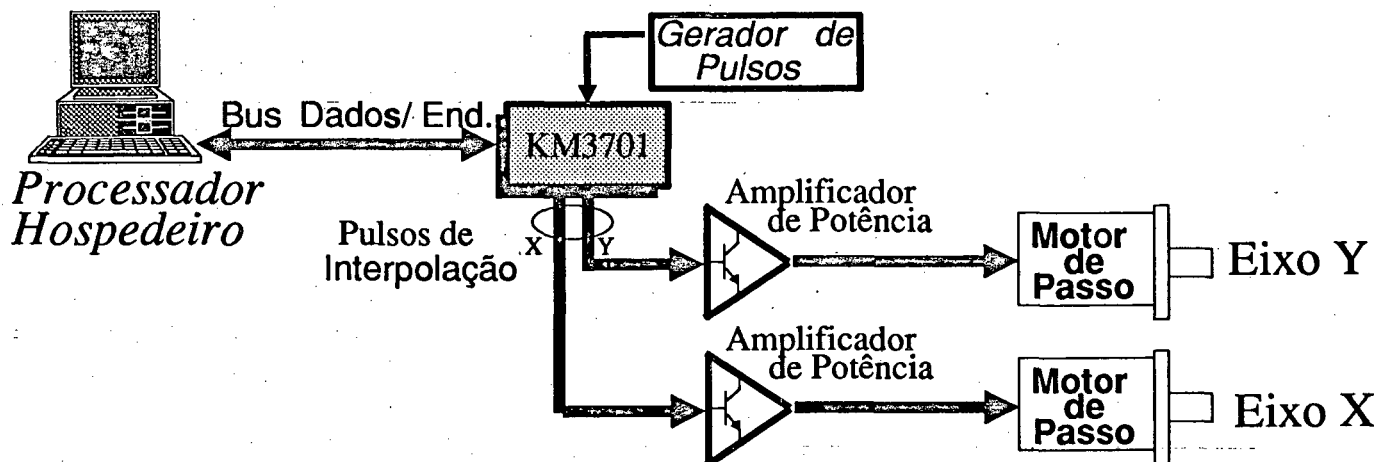 Gerador de
Pulsos
Bus Dados/ End.
KM3701
Processador
Hospedeiro
Pulsos de
Interpolação
X
Y
Amplificador
de Potência
Motor
de
Passo
Eixo Y
Amplificador
de Potência
Motor
de
Passo
Eixo X